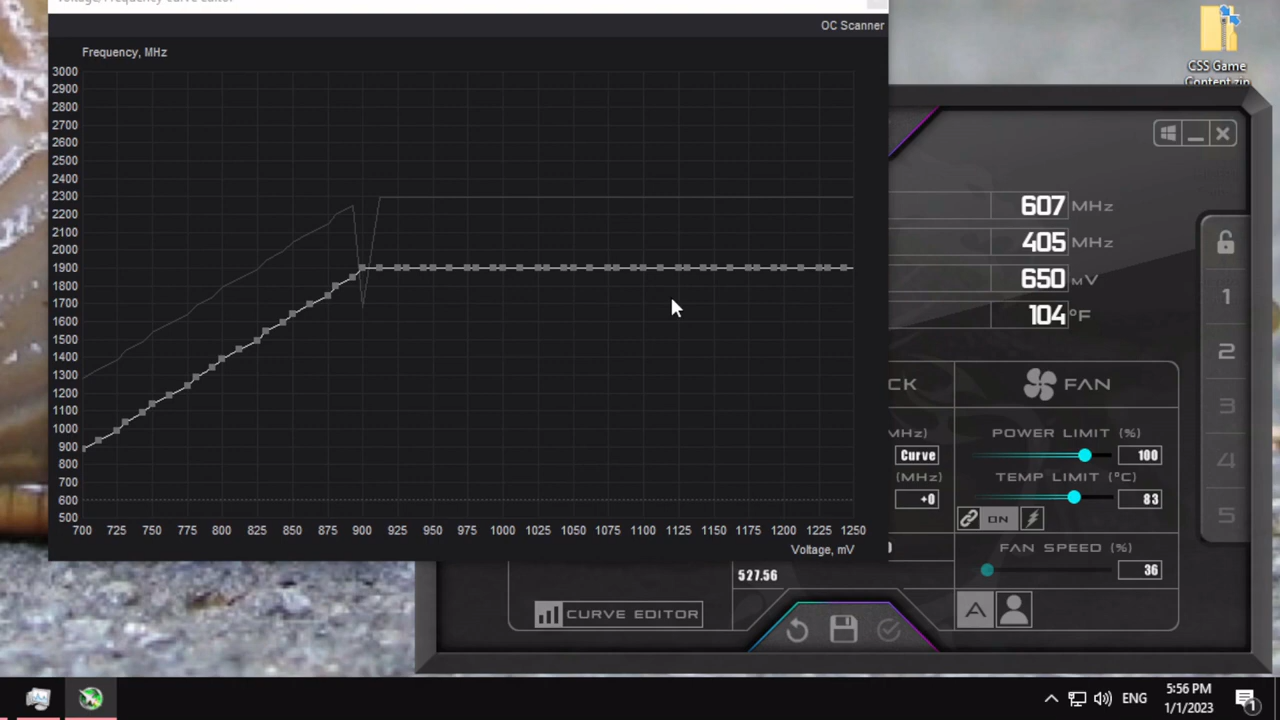 Voltage/Frequency curve editor
OC Scanner
Frequency, MHz
3000
2900
2800
2700
2600
2500
2400
2300
2200
2100
2000
1900
1800
1700
1600
1500
1400
1300
1200
1100
1000
900
800
700
600
500
700 725 750 775 800 825 850 875 900 925 950 975 1000 1025 1050 1075 1100 1125 1150 1175 1200 1225 1250
Voltage, mV
CSS Game
Content.zip
607 MHz
405 MHz
650 mV
104 °F
1
2
3
4
5
CK
FAN
MHz)
Curve
(MHz)
+0
POWER LIMIT (%)
100
TEMP LIMIT (°C)
83
ON
FAN SPEED (%)
36
A
527.56
CURVE EDITOR
ENG
5:56 PM
1/1/2023
1